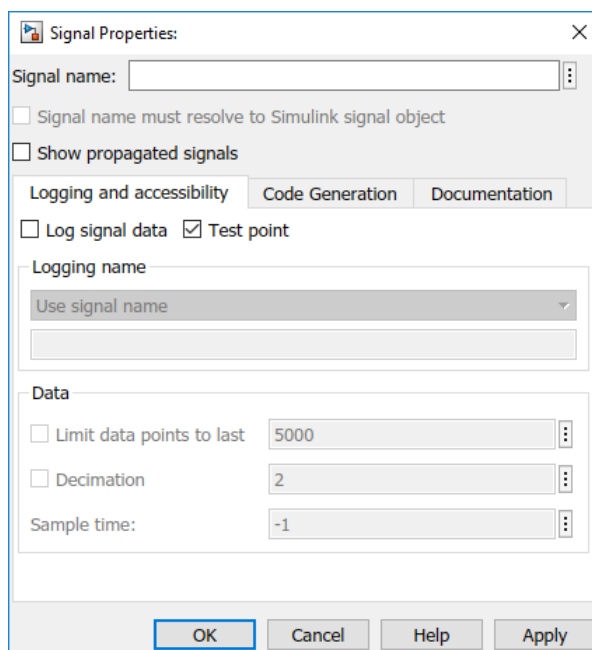 Signal Properties:
Signal name:
Signal name must resolve to Simulink signal object
Show propagated signals
Logging and accessibility Code Generation Documentation
Log signal data Test point
Logging name
Use signal name
Data
Limit data points to last 5000
Decimation 2
Sample time: -1
OK Cancel Help Apply